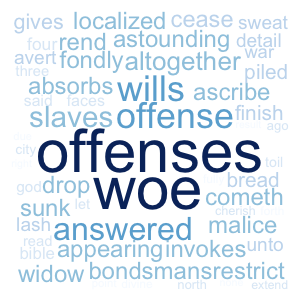 gives localized cease sweat
four rend astounding detail
avert fondly altogether war
three absorbs wills ascribe piled
said faces
slaves offense finish
ago
city offenses toil
god drop woe bread
sunk let cometh
cherish
lash answered malice
read appearing invokes unto
bible
widow bondsmans restrict
north extend